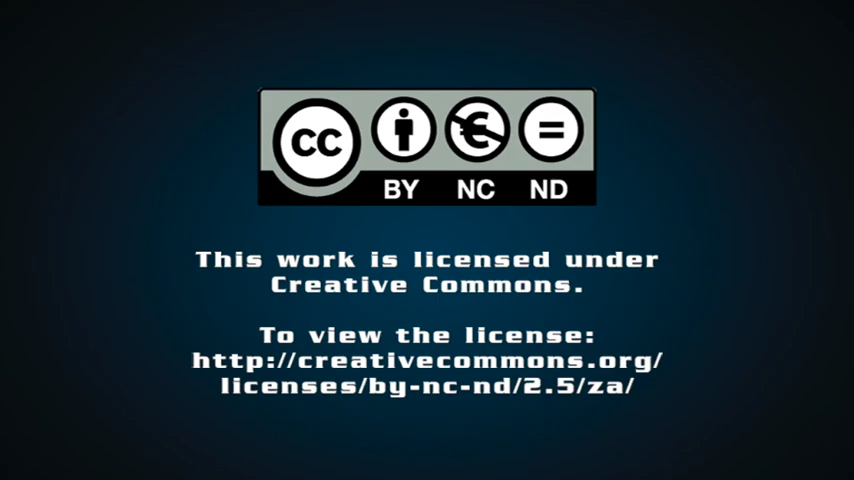 CC
BY NC ND
This work is licensed under
Creative Commons.
To view the license:
http://creativecommons.org/
licenses/by-nc-nd/2.5/za/